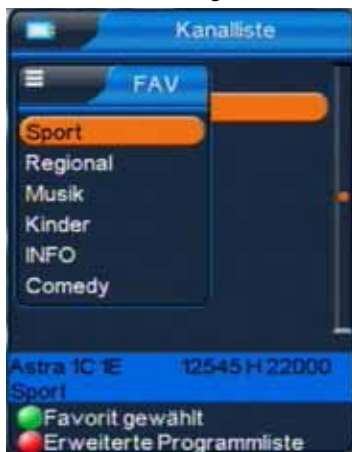 Kanalliste
FAV
Sport
Regional
Musik
Kinder
INFO
Comedy
Astra 1C 1E 12545 H 22000
Sport
Favorit gewählt
Erweiterte Programmliste